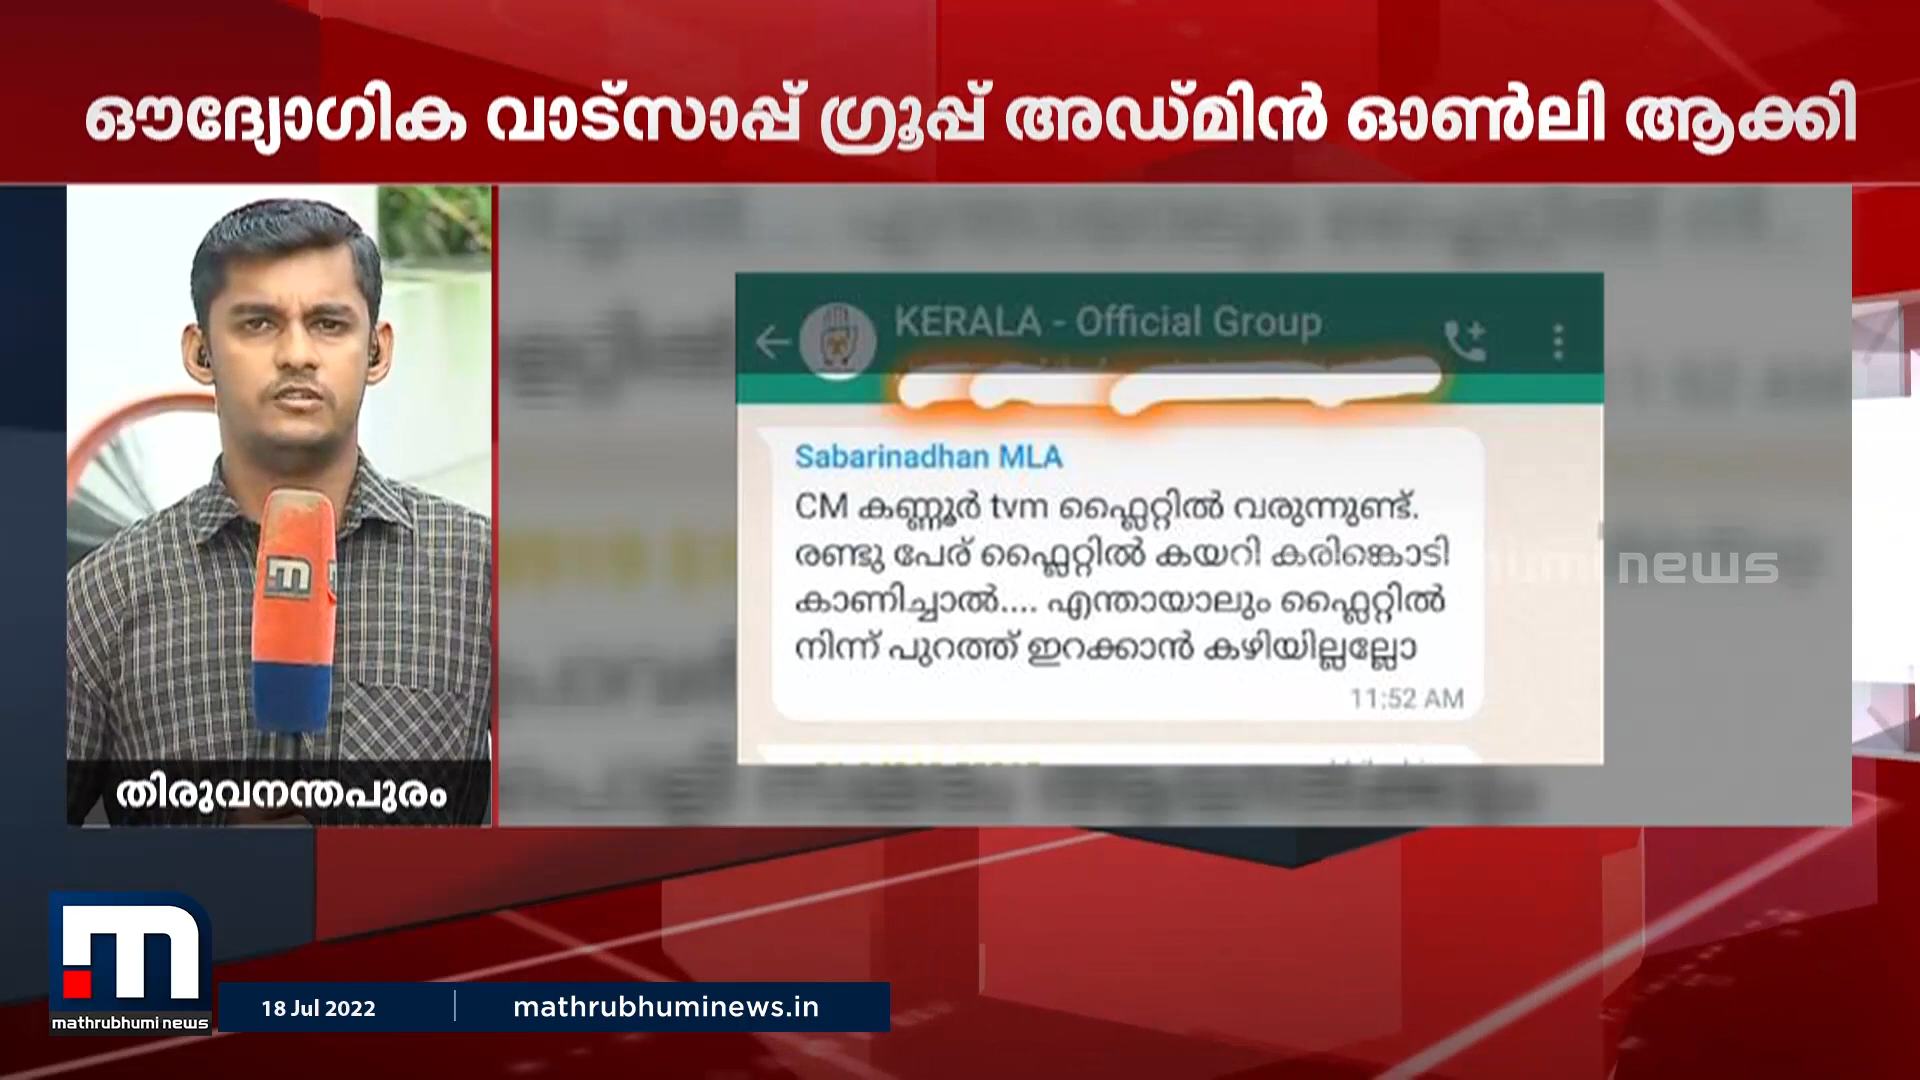 ഔദ്യോഗിക വാട്സാപ്പ് ഗ്രൂപ്പ് അഡ്മിൻ ഓൺലി ആക്കി
KERALA - Official Group
Sabarinadhan MLA
CM കണ്ണൂർ tvm ഫ്ലൈറ്റിൽ വരുന്നുണ്ട്.
രണ്ടു പേര് ഫ്ലൈറ്റിൽ കയറി കരിങ്കൊടി
കാണിച്ചാൽ.... എന്തായാലും ഫ്ലൈറ്റിൽ
നിന്ന് പുറത്ത് ഇറക്കാൻ കഴിയില്ലല്ലോ
11:52 AM
news
തിരുവനന്തപുരം
mathrubhumi news
18 Jul 2022
mathrubhuminews.in